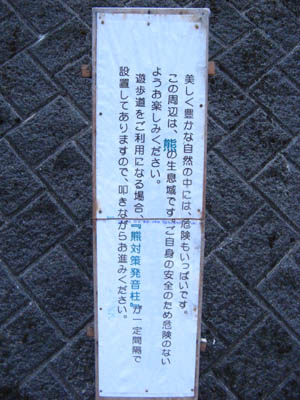 美しく豊かな自然の中には、危険もいっぱいです。
この周辺は、熊の生息域です。ご自身の安全のため危険のない
ようお楽しみください。
遊歩道をご利用になる場合、『熊対策発音柱』が一定間隔で
設置してありますので、叩きながらお進みください。